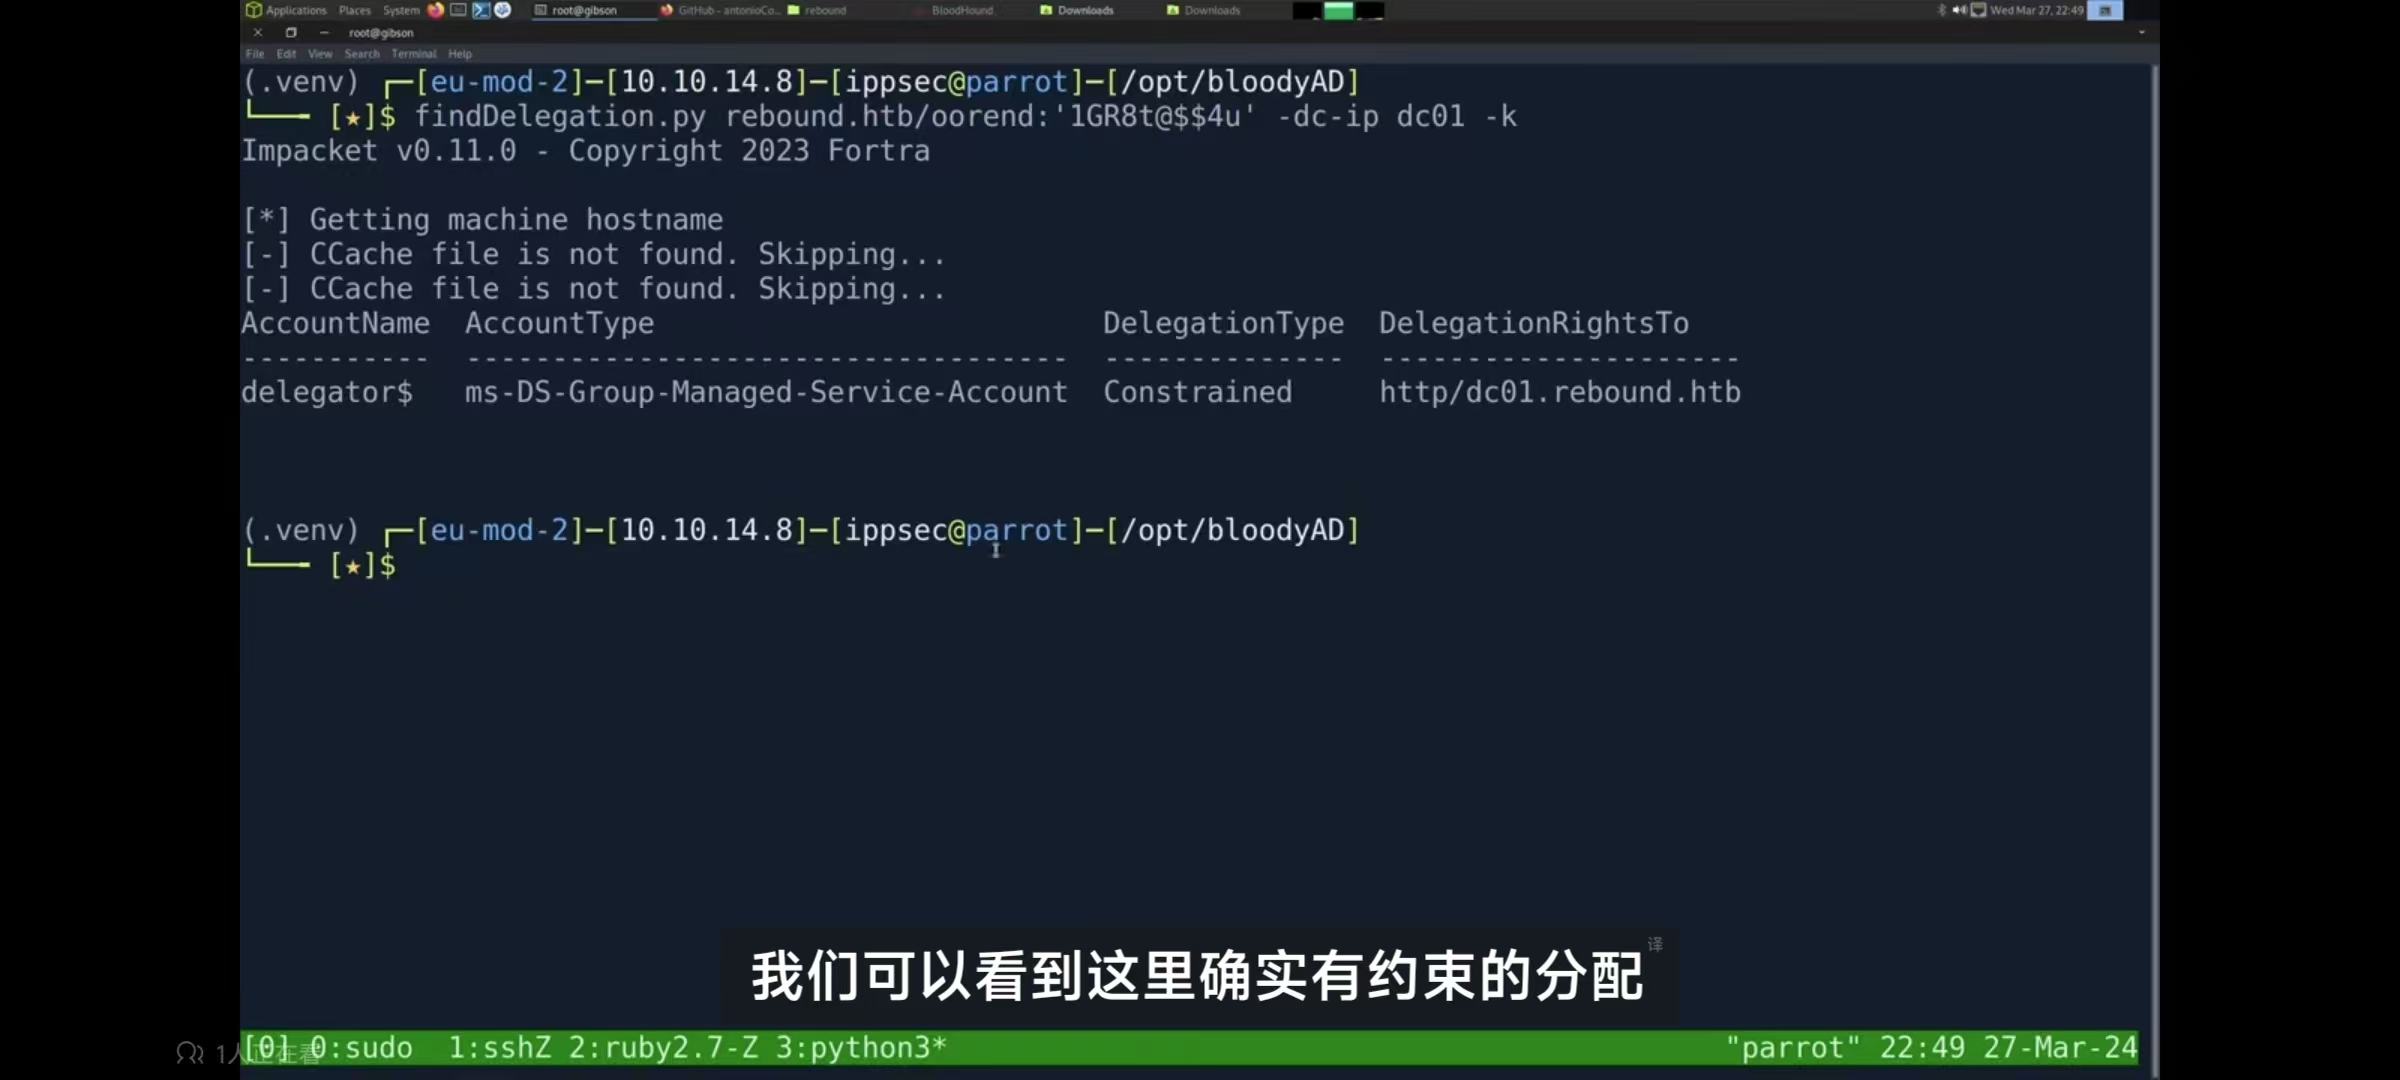 Applications Places System root@gibson GitHub - antonioCo... rebound BloodHound Downloads Downloads Wed Mar 27, 22:49
root@gibson
File Edit View Search Terminal Help
(.venv) ┌─[eu-mod-2]─[10.10.14.8]─[ippsec@parrot]─[/opt/bloodyAD]
└──╼ [★]$ findDelegation.py rebound.htb/oorend:'1GR8t@$$4u' -dc-ip dc01 -k
Impacket v0.11.0 - Copyright 2023 Fortra
[*] Getting machine hostname
[-] CCache file is not found. Skipping...
[-] CCache file is not found. Skipping...
AccountName AccountType DelegationType DelegationRightsTo
----------- ----------------------------------- -------------- ---------------------
delegator$ ms-DS-Group-Managed-Service-Account Constrained http/dc01.rebound.htb
(.venv) ┌─[eu-mod-2]─[10.10.14.8]─[ippsec@parrot]─[/opt/bloodyAD]
└──╼ [★]$
我们可以看到这里确实有约束的分配
译
1人正在看
[0] 0:sudo 1:sshZ 2:ruby2.7-Z 3:python3* "parrot" 22:49 27-Mar-24